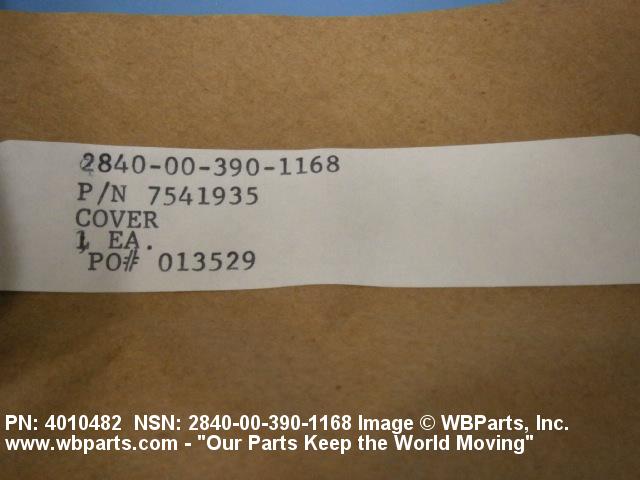 2840-00-390-1168
P/N 7541935
COVER
1 EA.
PO# 013529
PN: 4010482 NSN: 2840-00-390-1168 Image © WBParts, Inc.
www.wbparts.com - "Our Parts Keep the World Moving"